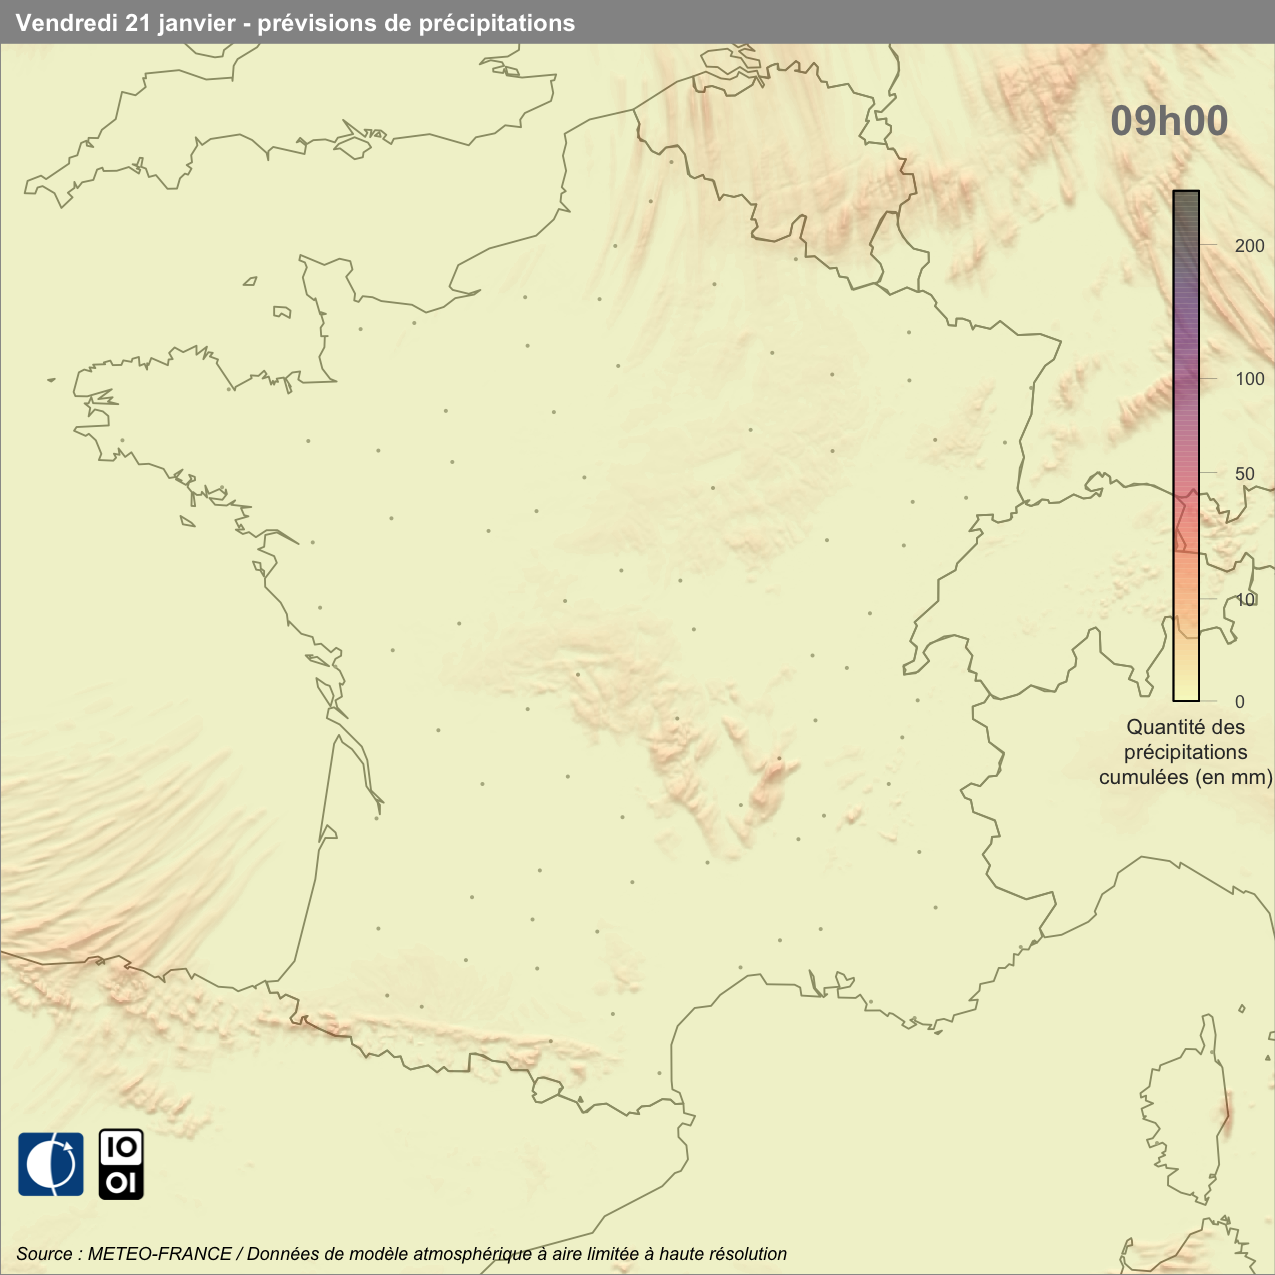 Vendredi 21 janvier - prévisions de précipitations
09h00
200
100
50
10
0
Quantité des
précipitations
cumulées (en mm)
IO
OI
Source : METEO-FRANCE / Données de modèle atmosphérique à aire limitée à haute résolution